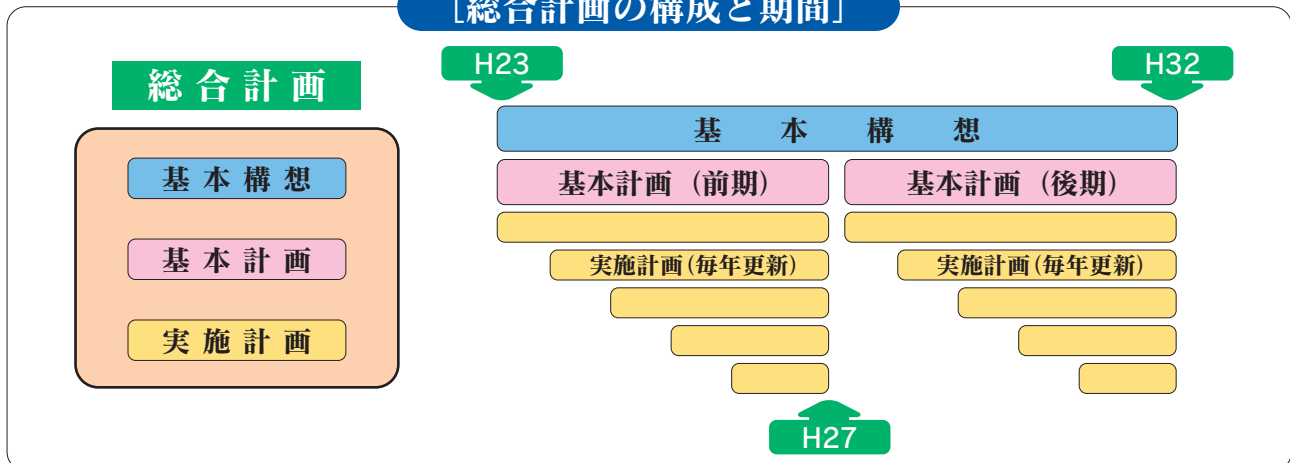 [総合計画の構成と期間]
総合計画
基本構想
基本計画
実施計画
H23
H32
基本構想
基本計画(前期)
基本計画(後期)
実施計画(毎年更新)
実施計画(毎年更新)
H27